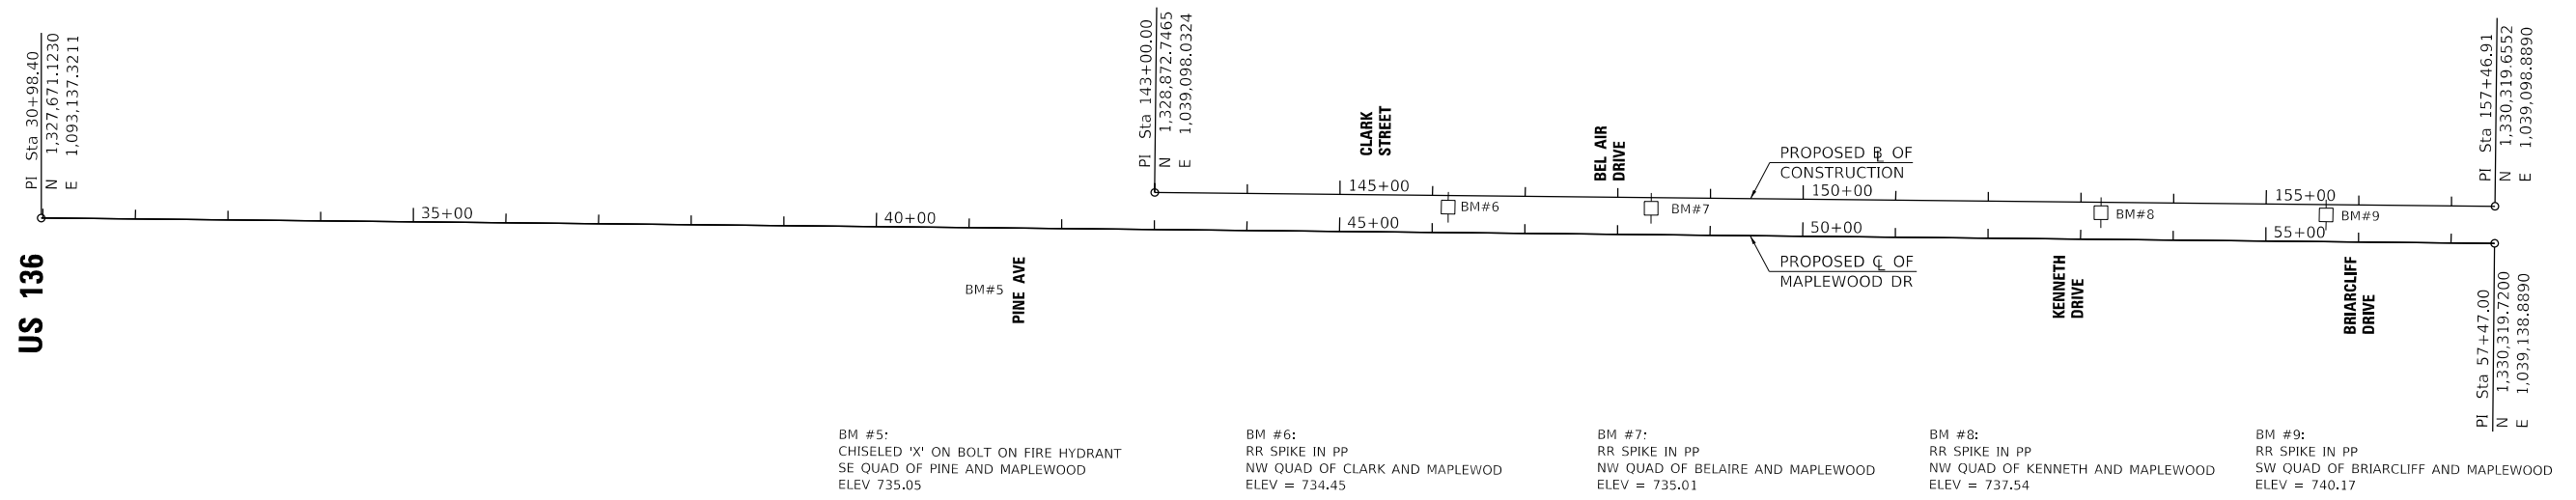 PI Sta 30+98.40
N 1,327,671.1230
E 1,093,137.3211
PI Sta 143+00.00
N 1,328,872.7465
E 1,039,098.0324
PI Sta 157+46.91
N 1,330,319.6552
E 1,039,098.8890
CLARK
STREET
BEL AIR
DRIVE
PROPOSED BL OF
CONSTRUCTION
145+00
150+00
155+00
BM#6
BM#7
BM#8
BM#9
35+00
40+00
45+00
50+00
55+00
US 136
BM#5
PINE AVE
PROPOSED CL OF
MAPLEWOOD DR
KENNETH
DRIVE
BRIARCLIFF
DRIVE
PI Sta 57+47.00
N 1,330,319.7200
E 1,039,138.8890
BM #5:
CHISELED 'X' ON BOLT ON FIRE HYDRANT
SE QUAD OF PINE AND MAPLEWOOD
ELEV 735.05
BM #6:
RR SPIKE IN PP
NW QUAD OF CLARK AND MAPLEWOD
ELEV = 734.45
BM #7:
RR SPIKE IN PP
NW QUAD OF BELAIRE AND MAPLEWOOD
ELEV = 735.01
BM #8:
RR SPIKE IN PP
NW QUAD OF KENNETH AND MAPLEWOOD
ELEV = 737.54
BM #9:
RR SPIKE IN PP
SW QUAD OF BRIARCLIFF AND MAPLEWOOD
ELEV = 740.17